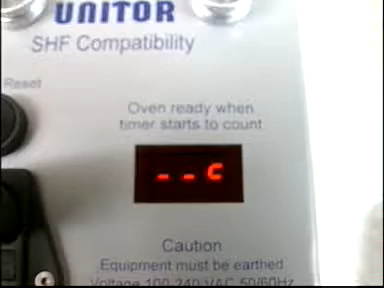 UNITOR
SHF Compatibility
Reset
Oven ready when
timer starts to count
--c
Caution
Equipment must be earthed
Voltage 100-240 VAC 50/60Hz